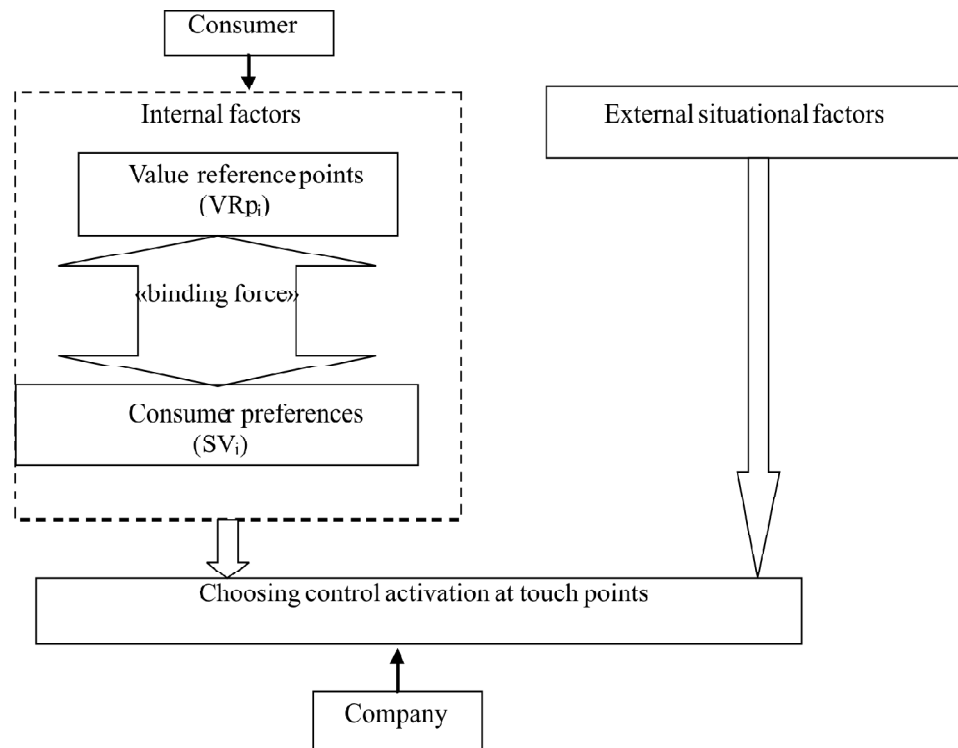 Consumer
Internal factors
External situational factors
Value reference points
(VRpᵢ)
«binding force»
Consumer preferences
(SVᵢ)
Choosing control activation at touch points
Company